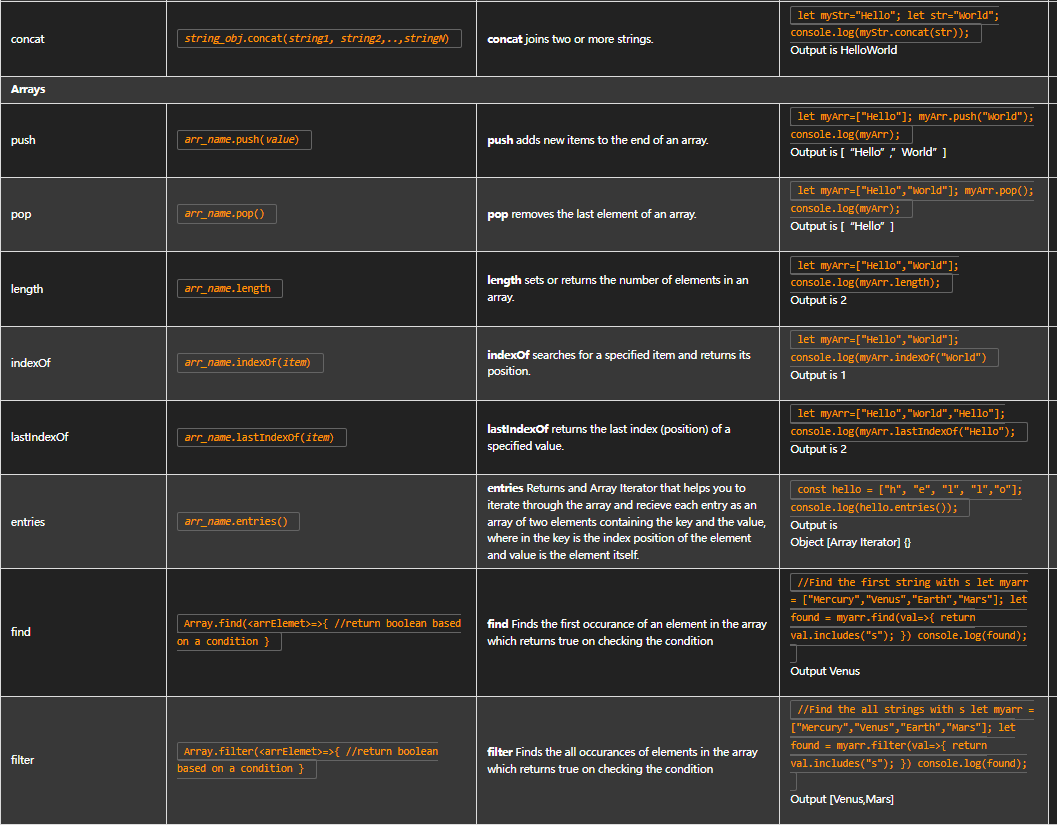 concat
string_obj.concat(string1, string2,..,stringN)
concat joins two or more strings.
let myStr="Hello"; let str="World";
console.log(myStr.concat(str));
Output is HelloWorld
Arrays
push
arr_name.push(value)
push adds new items to the end of an array.
let myArr=["Hello"]; myArr.push("World");
console.log(myArr);
Output is [ “Hello” ,” World” ]
pop
arr_name.pop()
pop removes the last element of an array.
let myArr=["Hello","World"]; myArr.pop();
console.log(myArr);
Output is [ “Hello” ]
length
arr_name.length
length sets or returns the number of elements in an
array.
let myArr=["Hello","World"];
console.log(myArr.length);
Output is 2
indexOf
arr_name.indexOf(item)
indexOf searches for a specified item and returns its
position.
let myArr=["Hello","World"];
console.log(myArr.indexOf("World")
Output is 1
lastIndexOf
arr_name.lastIndexOf(item)
lastIndexOf returns the last index (position) of a
specified value.
let myArr=["Hello","World","Hello"];
console.log(myArr.lastIndexOf("Hello");
Output is 2
entries
arr_name.entries()
entries Returns and Array Iterator that helps you to
iterate through the array and recieve each entry as an
array of two elements containing the key and the value,
where in the key is the index position of the element
and value is the element itself.
const hello = ["h", "e", "l", "l","o"];
console.log(hello.entries());
Output is
Object [Array Iterator] {}
find
Array.find(<arrElemet>=>{ //return boolean based
on a condition }
find Finds the first occurance of an element in the array
which returns true on checking the condition
//Find the first string with s let myarr
= ["Mercury","Venus","Earth","Mars"]; let
found = myarr.find(val=>{ return
val.includes("s"); }) console.log(found);
Output Venus
filter
Array.filter(<arrElemet>=>{ //return boolean
based on a condition }
filter Finds the all occurances of elements in the array
which returns true on checking the condition
//Find the all strings with s let myarr =
["Mercury","Venus","Earth","Mars"]; let
found = myarr.filter(val=>{ return
val.includes("s"); }) console.log(found);
Output [Venus,Mars]